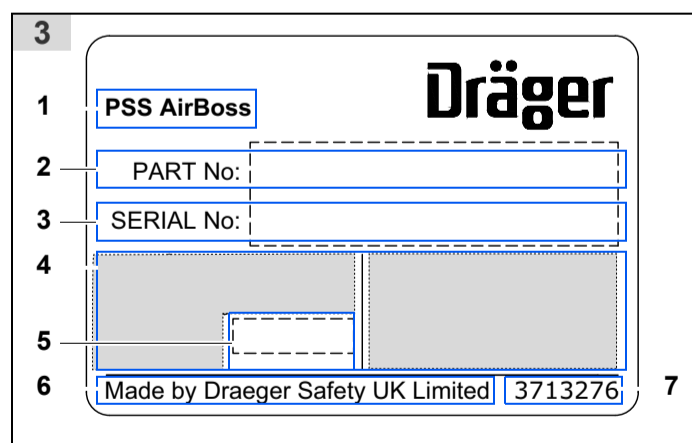 3
Dräger
1 PSS AirBoss
2 PART No:
3 SERIAL No:
4
5
6 Made by Draeger Safety UK Limited 3713276 7